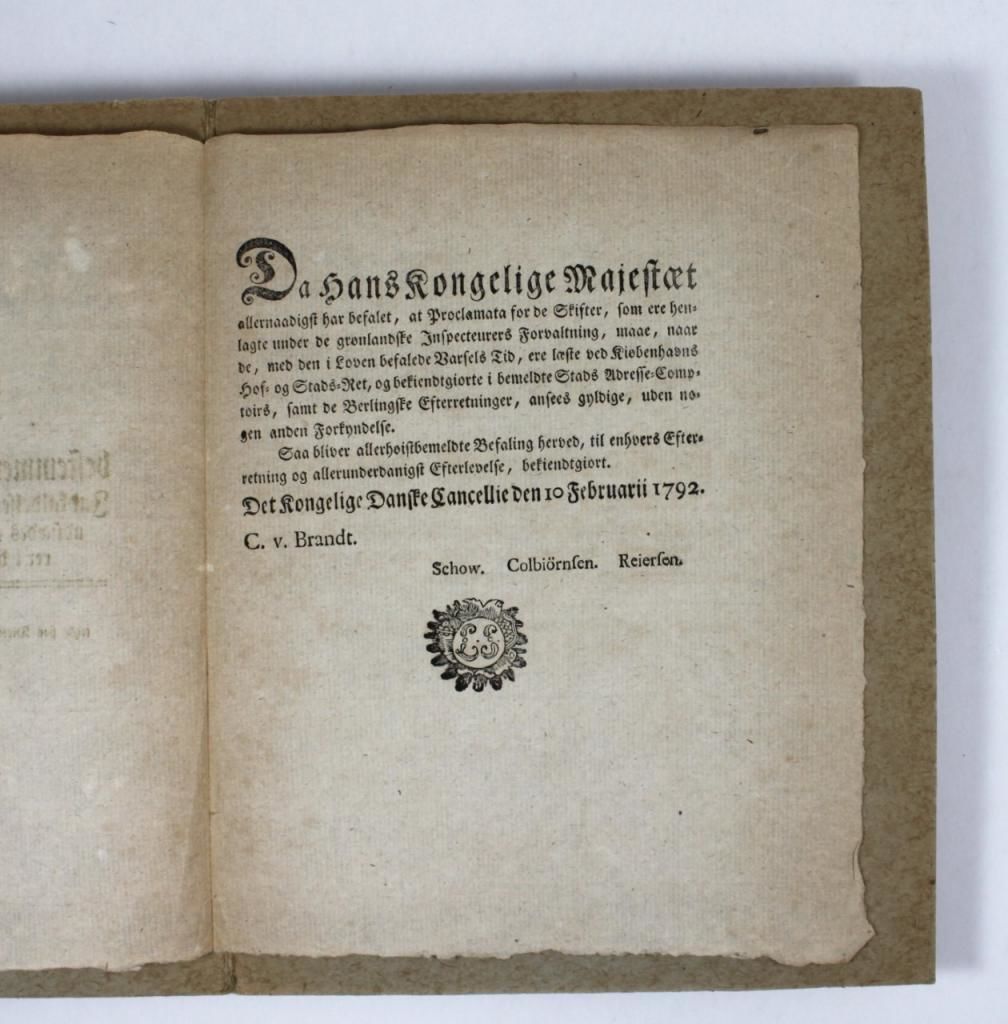 Da Hans Kongelige Majestæt
allernaadigst har befalet, at Proclamata for de Skifter, som ere hen-
lagte under de grønlandske Inspecteurers Forvaltning, maae, naar
de, med den i Loven befalede Varsels Tid, ere læste ved Kiøbenhavns
Hof- og Stads-Ret, og bekiendtgiorte i bemeldte Stads Adresse-Comp-
toirs, samt de Berlingske Efterretninger, ansees gyldige, uden no-
gen anden Forkyndelse.
Saa bliver allerhøistbemeldte Befaling herved, til enhvers Efter-
retning og allerunderdanigst Efterlevelse, bekiendtgiort.
Det Kongelige Danske Cancellie den 10 Februarii 1792.
C. v. Brandt.
Schow. Colbiörnsen. Reiersen.
L. S.